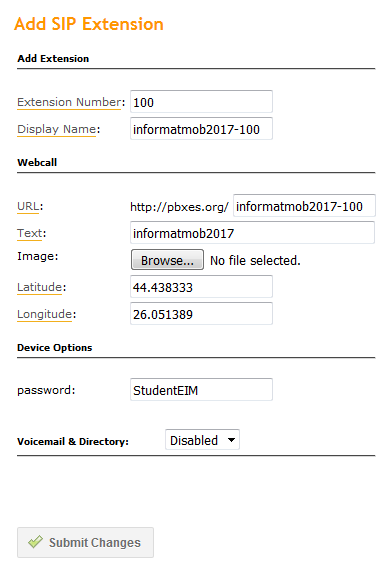 Add SIP Extension
Add Extension
Extension Number: 100
Display Name: informatmob2017-100
Webcall
URL: http://pbxes.org/ informatmob2017-100
Text: informatmob2017
Image: Browse... No file selected.
Latitude: 44.438333
Longitude: 26.051389
Device Options
password: StudentEIM
Voicemail & Directory: Disabled
Submit Changes